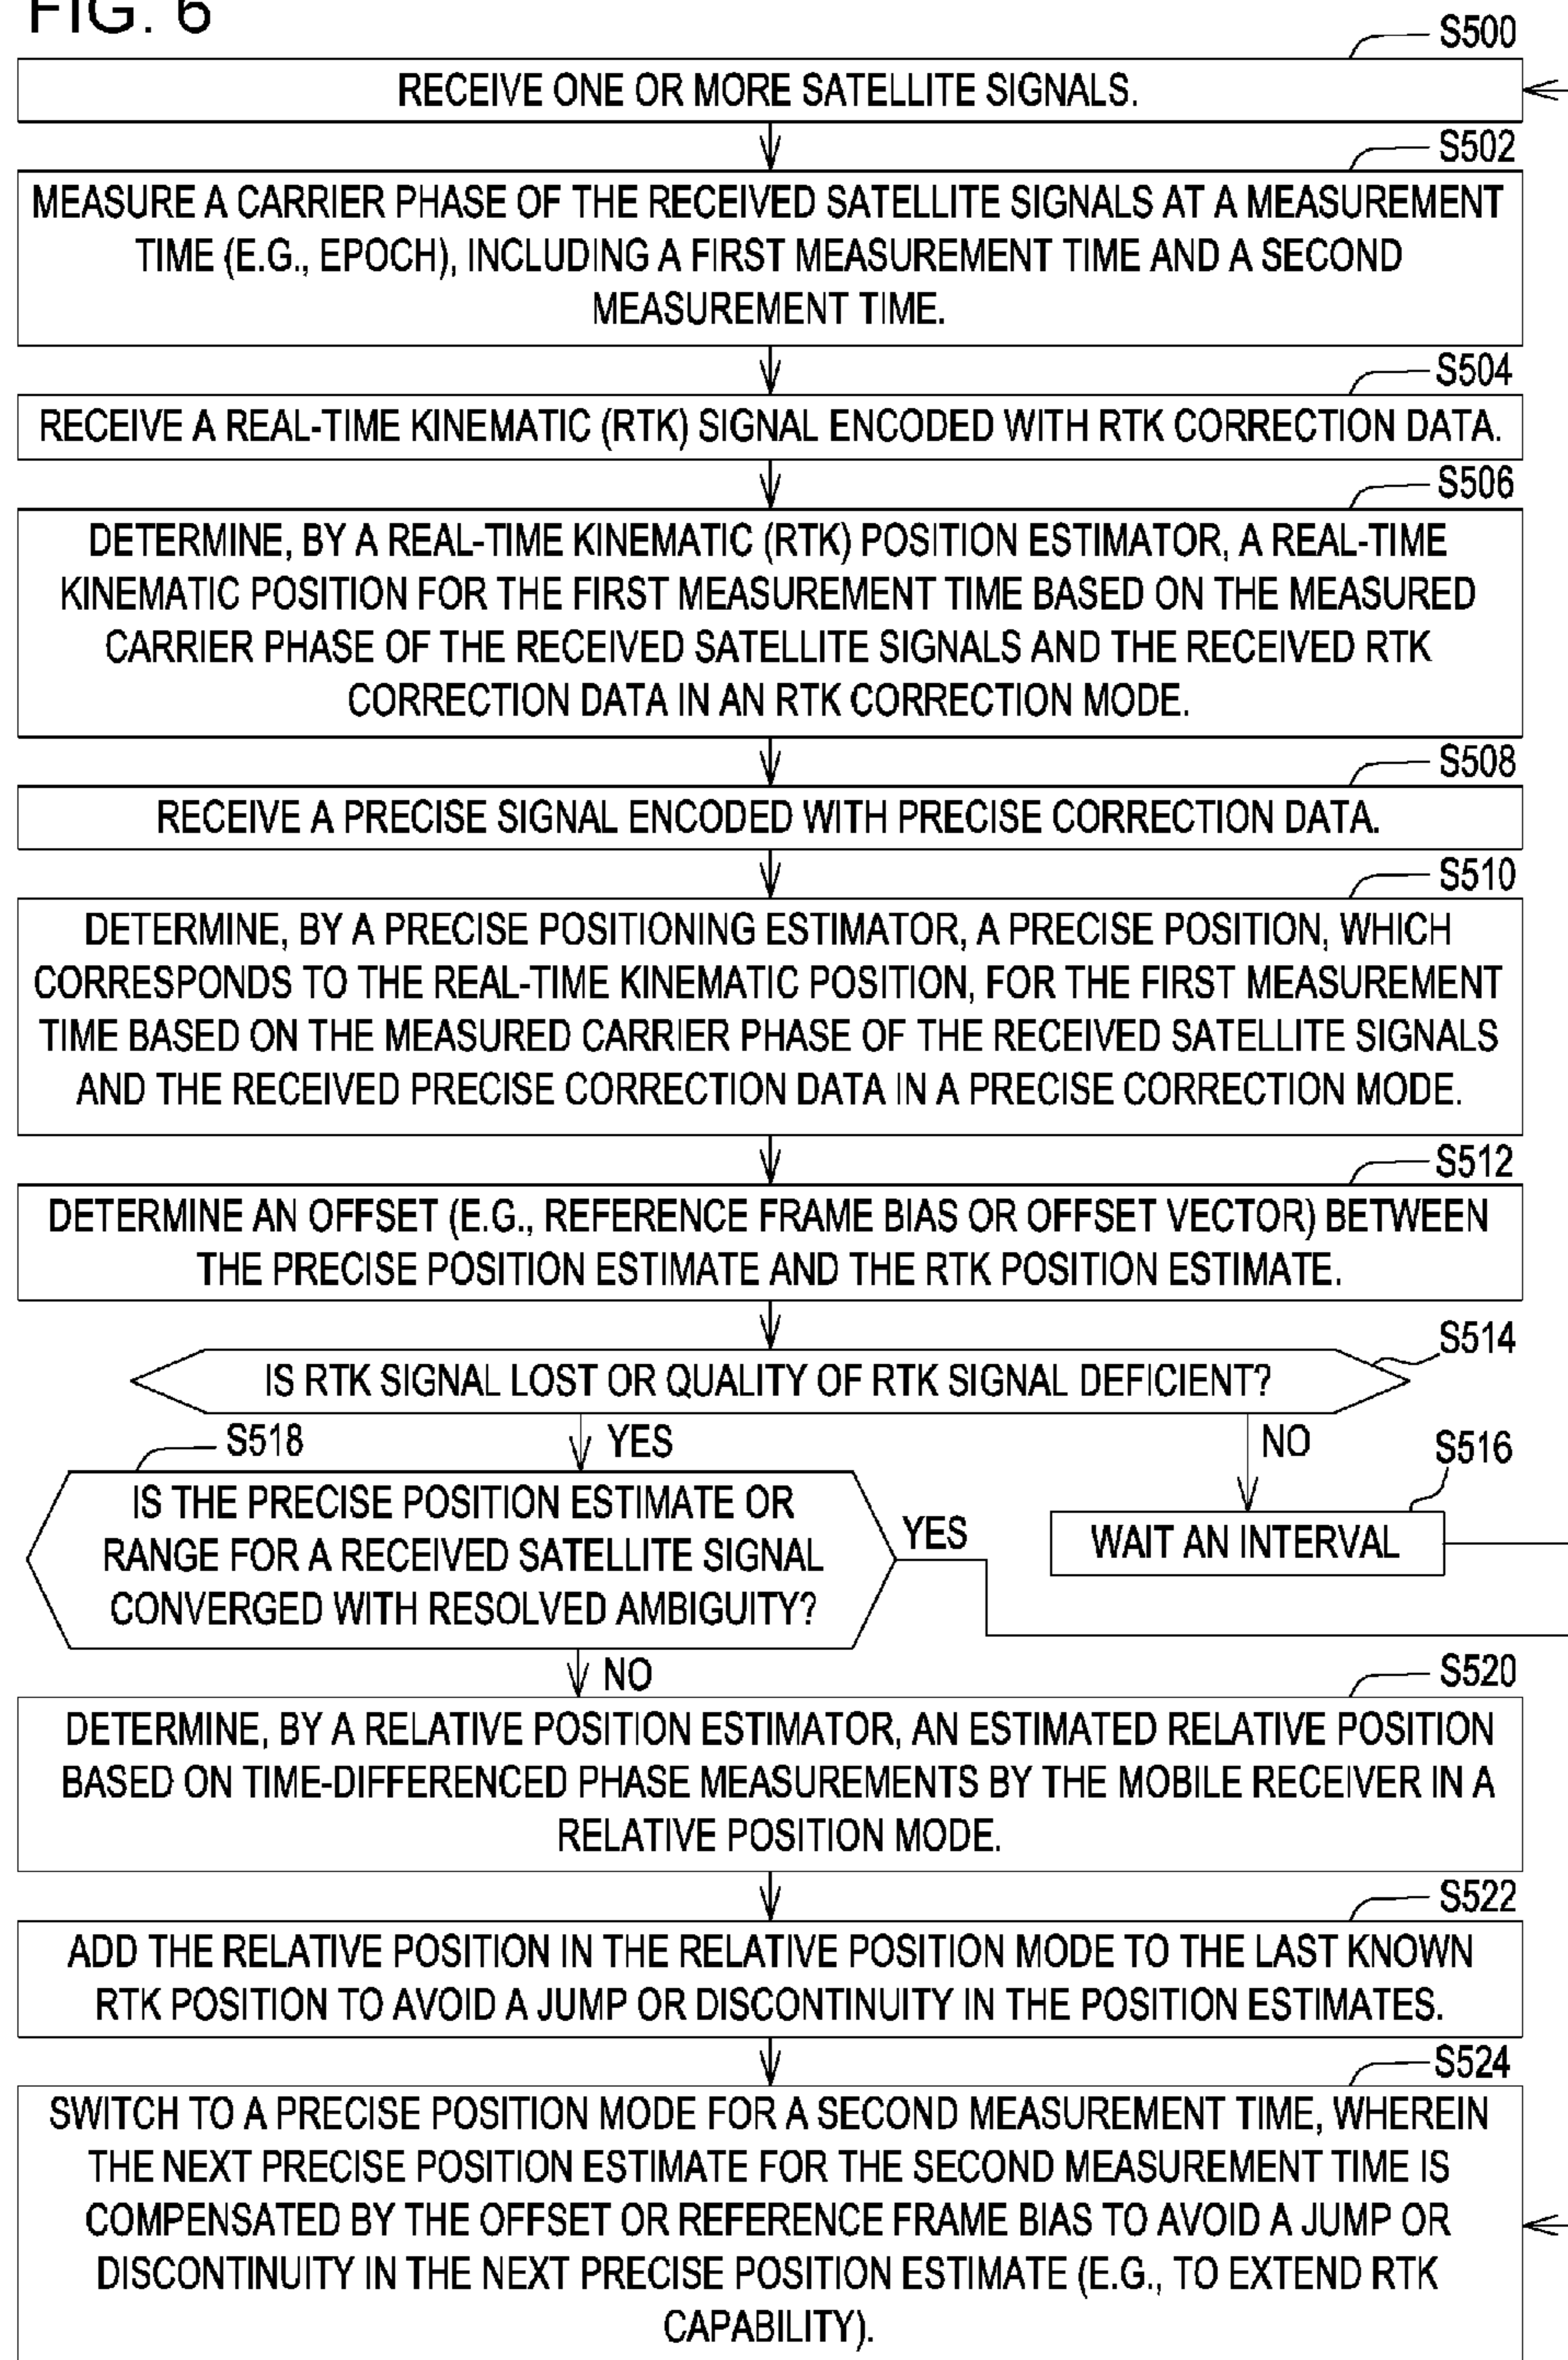 FIG. 6
S500
RECEIVE ONE OR MORE SATELLITE SIGNALS.
S502
MEASURE A CARRIER PHASE OF THE RECEIVED SATELLITE SIGNALS AT A MEASUREMENT
TIME (E.G., EPOCH), INCLUDING A FIRST MEASUREMENT TIME AND A SECOND
MEASUREMENT TIME.
S504
RECEIVE A REAL-TIME KINEMATIC (RTK) SIGNAL ENCODED WITH RTK CORRECTION DATA.
S506
DETERMINE, BY A REAL-TIME KINEMATIC (RTK) POSITION ESTIMATOR, A REAL-TIME
KINEMATIC POSITION FOR THE FIRST MEASUREMENT TIME BASED ON THE MEASURED
CARRIER PHASE OF THE RECEIVED SATELLITE SIGNALS AND THE RECEIVED RTK
CORRECTION DATA IN AN RTK CORRECTION MODE.
S508
RECEIVE A PRECISE SIGNAL ENCODED WITH PRECISE CORRECTION DATA.
S510
DETERMINE, BY A PRECISE POSITIONING ESTIMATOR, A PRECISE POSITION, WHICH
CORRESPONDS TO THE REAL-TIME KINEMATIC POSITION, FOR THE FIRST MEASUREMENT
TIME BASED ON THE MEASURED CARRIER PHASE OF THE RECEIVED SATELLITE SIGNALS
AND THE RECEIVED PRECISE CORRECTION DATA IN A PRECISE CORRECTION MODE.
S512
DETERMINE AN OFFSET (E.G., REFERENCE FRAME BIAS OR OFFSET VECTOR) BETWEEN
THE PRECISE POSITION ESTIMATE AND THE RTK POSITION ESTIMATE.
S514
IS RTK SIGNAL LOST OR QUALITY OF RTK SIGNAL DEFICIENT?
S518
YES
NO
S516
IS THE PRECISE POSITION ESTIMATE OR
RANGE FOR A RECEIVED SATELLITE SIGNAL
CONVERGED WITH RESOLVED AMBIGUITY?
YES
WAIT AN INTERVAL
NO
S520
DETERMINE, BY A RELATIVE POSITION ESTIMATOR, AN ESTIMATED RELATIVE POSITION
BASED ON TIME-DIFFERENCED PHASE MEASUREMENTS BY THE MOBILE RECEIVER IN A
RELATIVE POSITION MODE.
S522
ADD THE RELATIVE POSITION IN THE RELATIVE POSITION MODE TO THE LAST KNOWN
RTK POSITION TO AVOID A JUMP OR DISCONTINUITY IN THE POSITION ESTIMATES.
S524
SWITCH TO A PRECISE POSITION MODE FOR A SECOND MEASUREMENT TIME, WHEREIN
THE NEXT PRECISE POSITION ESTIMATE FOR THE SECOND MEASUREMENT TIME IS
COMPENSATED BY THE OFFSET OR REFERENCE FRAME BIAS TO AVOID A JUMP OR
DISCONTINUITY IN THE NEXT PRECISE POSITION ESTIMATE (E.G., TO EXTEND RTK
CAPABILITY).